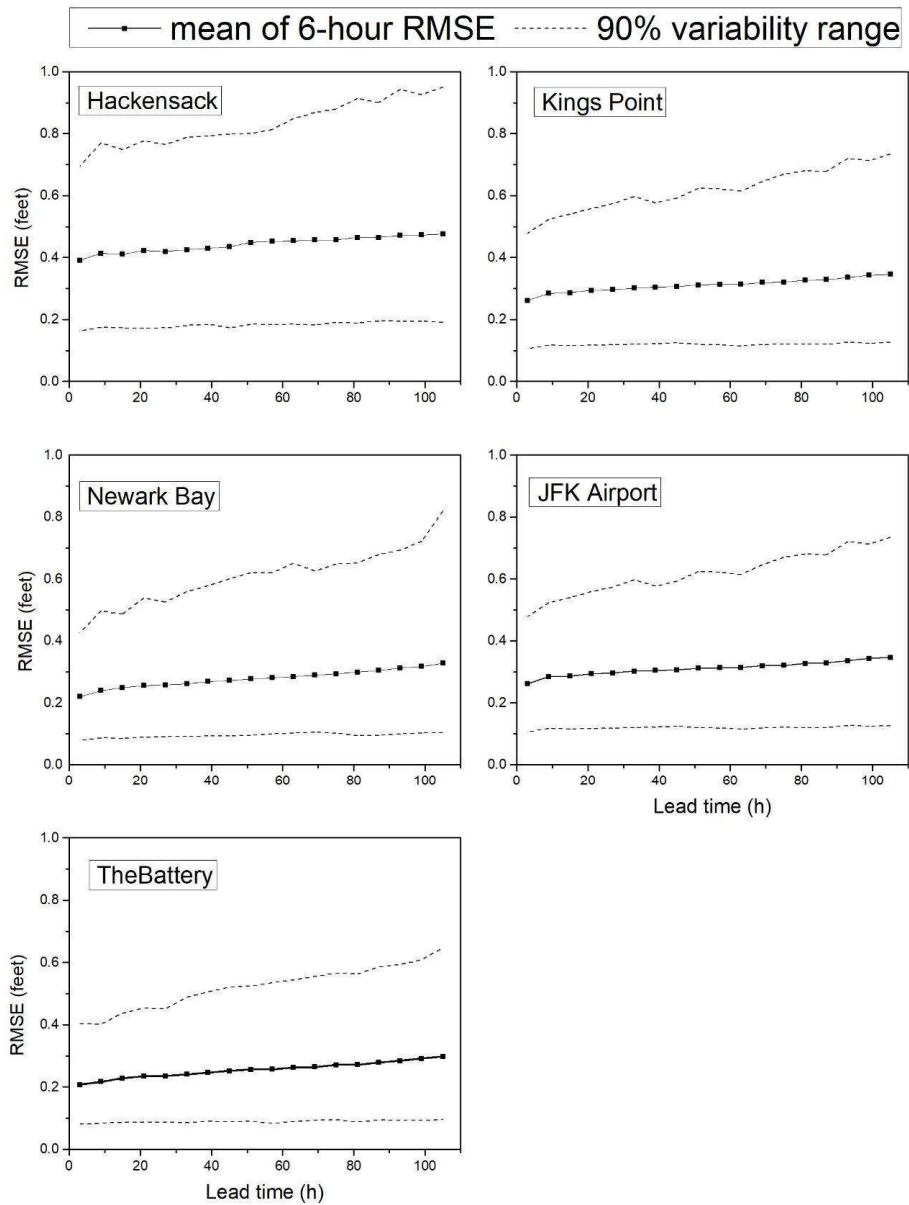 mean of 6-hour RMSE 90% variability range
Hackensack
1.0
0.8
0.6
0.4
0.2
0.0
RMSE (feet)
0 20 40 60 80 100
Kings Point
1.0
0.8
0.6
0.4
0.2
0.0
0 20 40 60 80 100
Newark Bay
1.0
0.8
0.6
0.4
0.2
0.0
RMSE (feet)
0 20 40 60 80 100
JFK Airport
1.0
0.8
0.6
0.4
0.2
0.0
0 20 40 60 80 100
Lead time (h)
TheBattery
1.0
0.8
0.6
0.4
0.2
0.0
RMSE (feet)
0 20 40 60 80 100
Lead time (h)